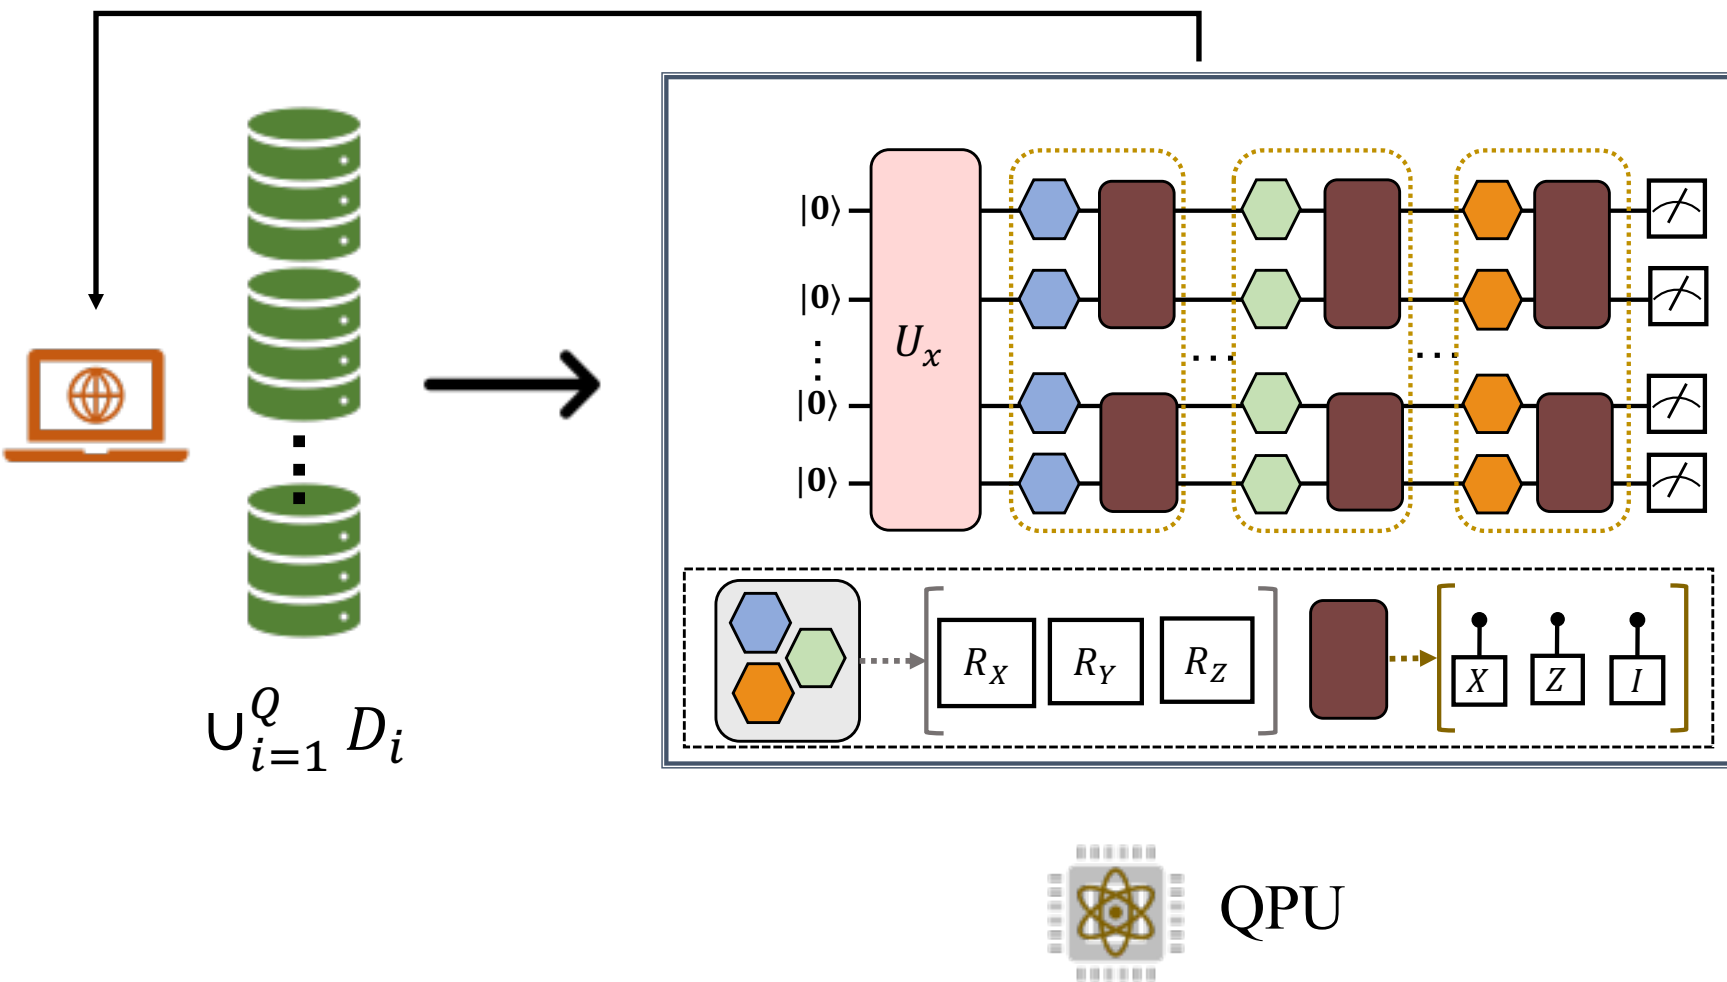 |0⟩
|0⟩
⋮
|0⟩
|0⟩
U_x
...
...
R_X R_Y R_Z
X Z I
∪_{i=1}^{Q} D_i
QPU